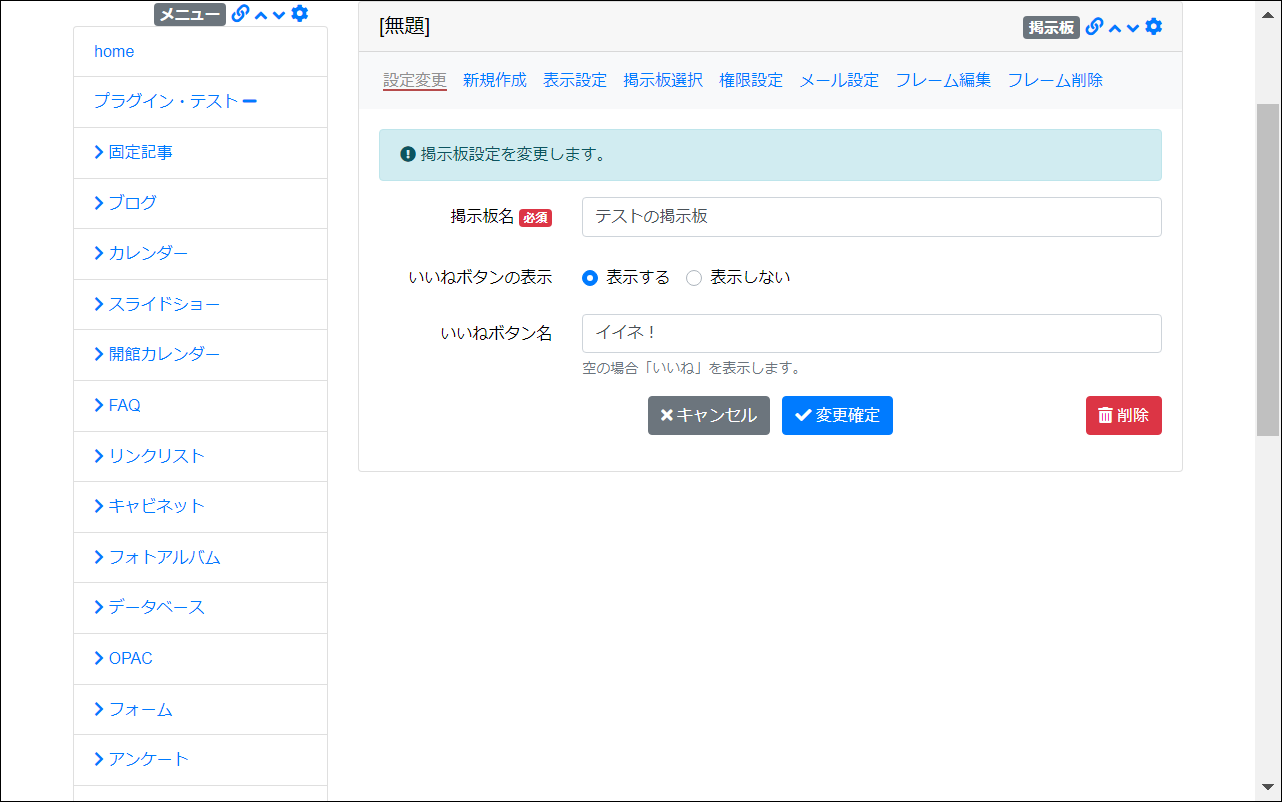 メニュー
home
プラグイン・テスト
固定記事
ブログ
カレンダー
スライドショー
開館カレンダー
FAQ
リンクリスト
キャビネット
フォトアルバム
データベース
OPAC
フォーム
アンケート
[無題] 掲示板
設定変更 新規作成 表示設定 掲示板選択 権限設定 メール設定 フレーム編集 フレーム削除
掲示板設定を変更します。
掲示板名 必須 テストの掲示板
いいねボタンの表示 表示する 表示しない
いいねボタン名 イイネ！
空の場合「いいね」を表示します。
キャンセル 変更確定 削除